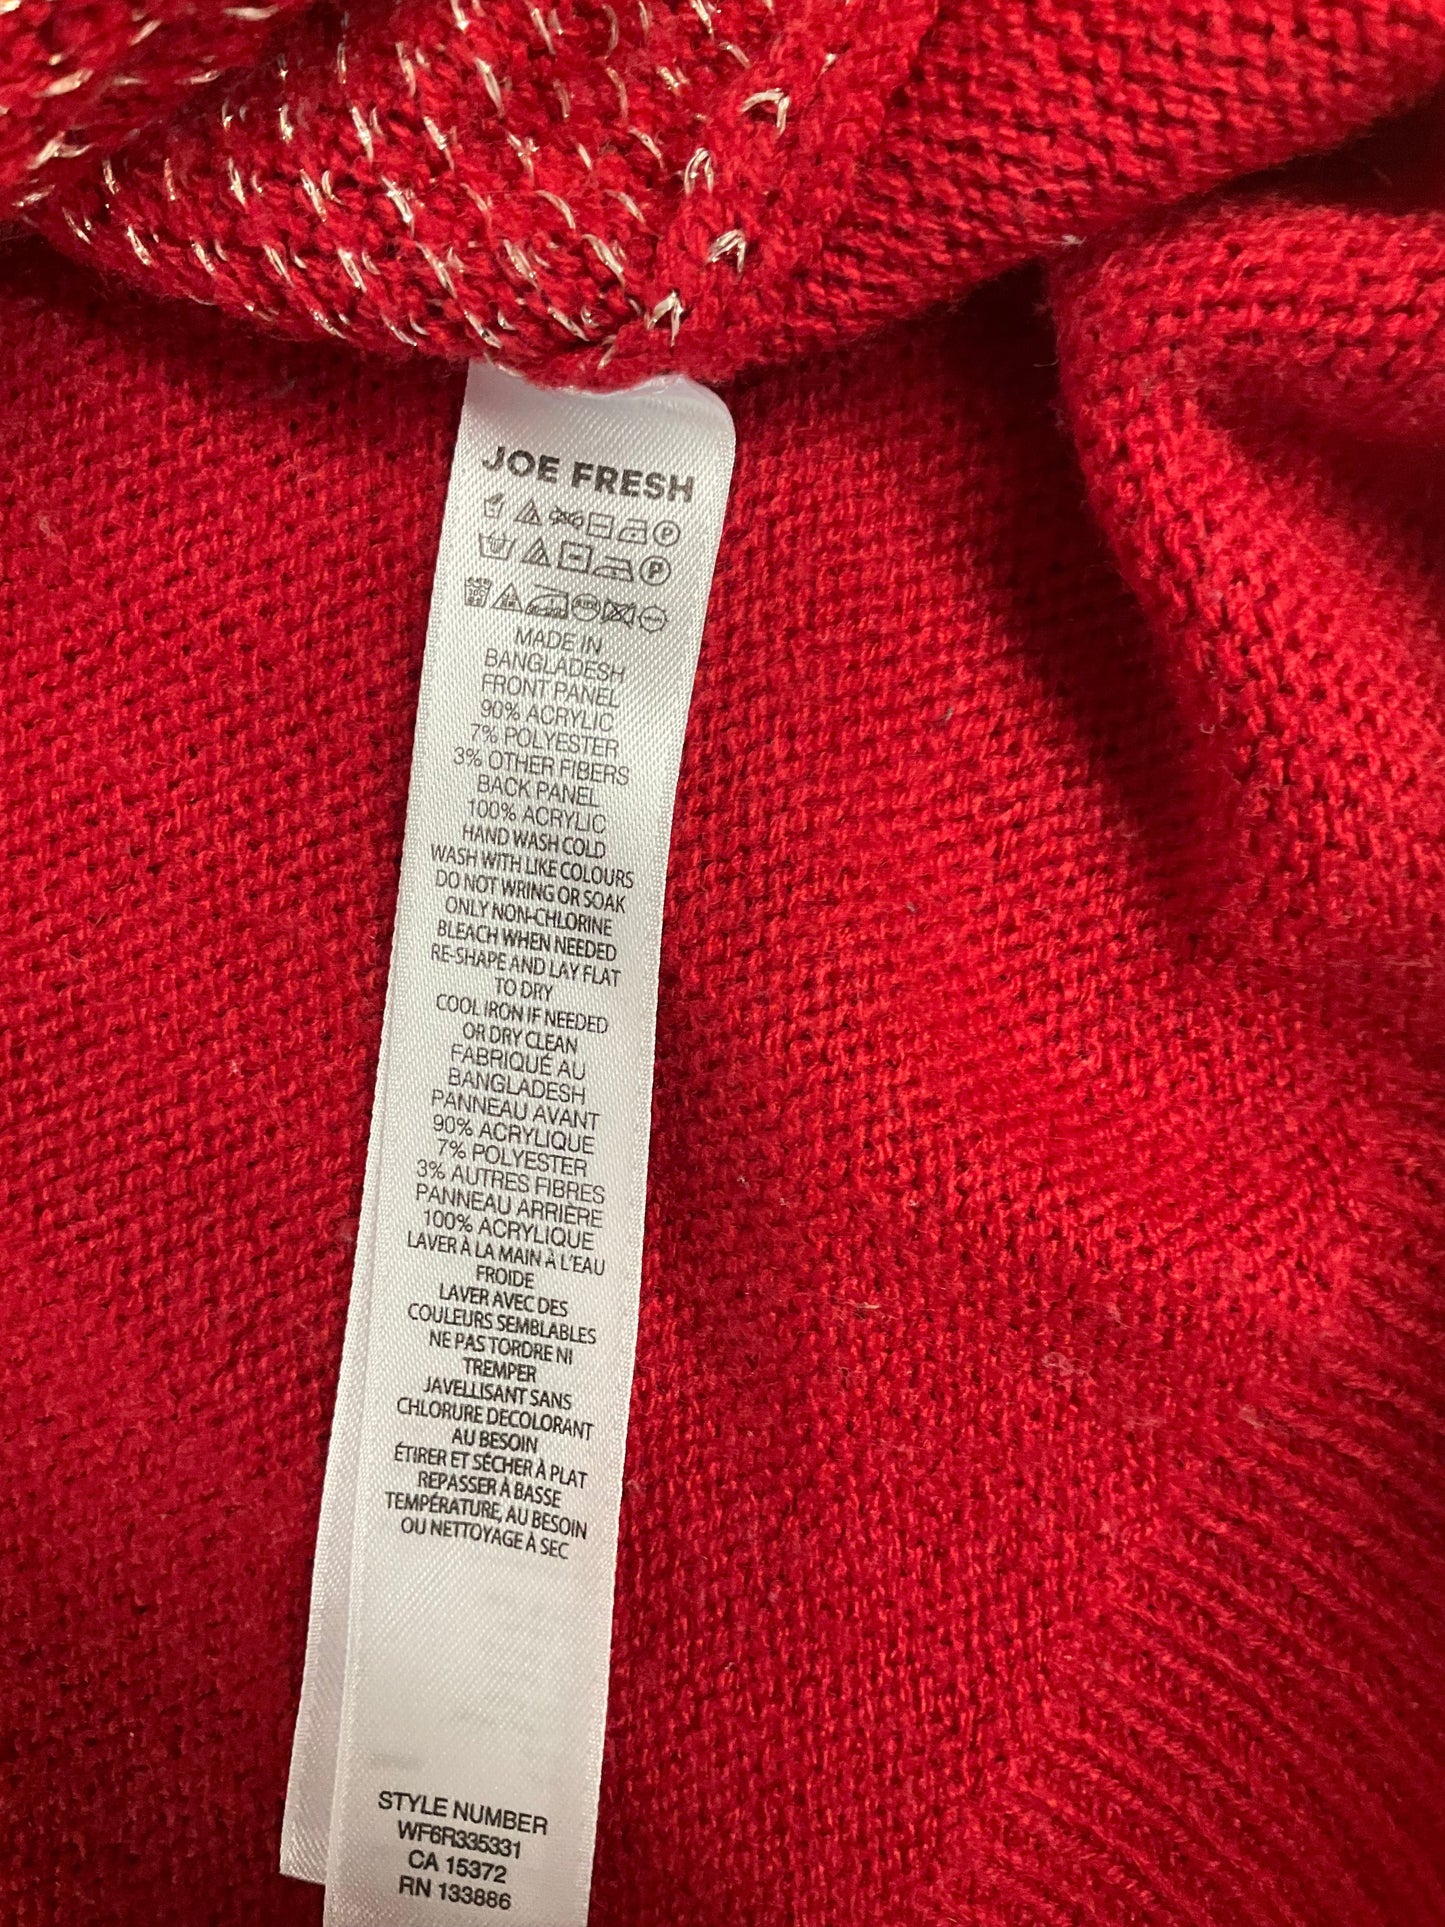 JOE FRESH
MADE IN
BANGLADESH
FRONT PANEL
90% ACRYLIC
7% POLYESTER
3% OTHER FIBERS
BACK PANEL
100% ACRYLIC
HAND WASH COLD
WASH WITH LIKE COLOURS
DO NOT WRING OR SOAK
ONLY NON-CHLORINE
BLEACH WHEN NEEDED
RE-SHAPE AND LAY FLAT
TO DRY
COOL IRON IF NEEDED
OR DRY CLEAN
FABRIQUÉ AU
BANGLADESH
PANNEAU AVANT
90% ACRYLIQUE
7% POLYESTER
3% AUTRES FIBRES
PANNEAU ARRIÈRE
100% ACRYLIQUE
LAVER À LA MAIN À L'EAU
FROIDE
LAVER AVEC DES
COULEURS SEMBLABLES
NE PAS TORDRE NI
TREMPER
JAVELLISANT SANS
CHLORURE DECOLORANT
AU BESOIN
ÉTIRER ET SÉCHER À PLAT
REPASSER À BASSE
TEMPÉRATURE, AU BESOIN
OU NETTOYAGE À SEC
STYLE NUMBER
WF6R335331
CA 15372
RN 133886